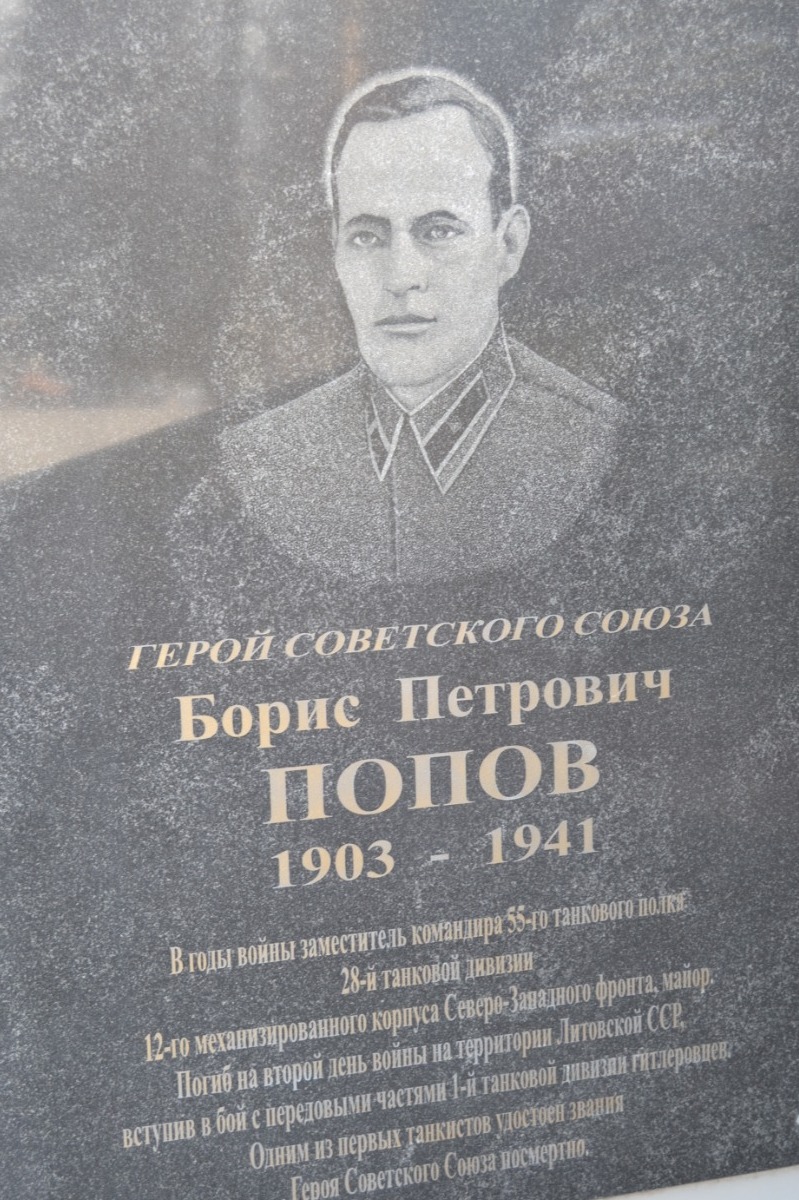 ГЕРОЙ СОВЕТСКОГО СОЮЗА
Борис Петрович
ПОПОВ
1903 - 1941
В годы войны заместитель командира 55-го танкового полка
28-й танковой дивизии
12-го механизированного корпуса Северо-Западного фронта, майор.
Погиб на второй день войны на территории Литовской ССР,
вступив в бой с передовыми частями 1-й танковой дивизии гитлеровцев.
Одним из первых танкистов удостоен звания
Героя Советского Союза посмертно.